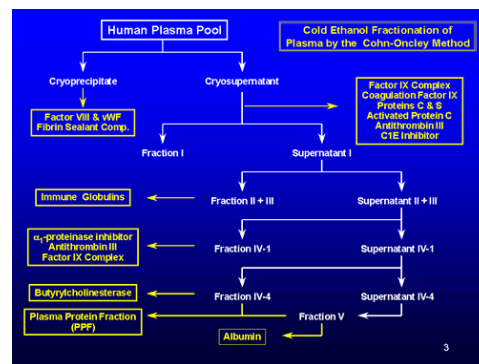 Human Plasma Pool
Cold Ethanol Fractionation of
Plasma by the Cohn-Oncley Method
Cryoprecipitate
Cryosupernatant
Factor VIII & vWF
Fibrin Sealant Comp.
Factor IX Complex
Coagulation Factor IX
Proteins C & S
Activated Protein C
Antithrombin III
C1E Inhibitor
Fraction I
Supernatant I
Immune Globulins
Fraction II + III
Supernatant II + III
α1-proteinase inhibitor
Antithrombin III
Factor IX Complex
Fraction IV-1
Supernatant IV-1
Butyrylcholinesterase
Fraction IV-4
Supernatant IV-4
Plasma Protein Fraction
(PPF)
Fraction V
Albumin
3